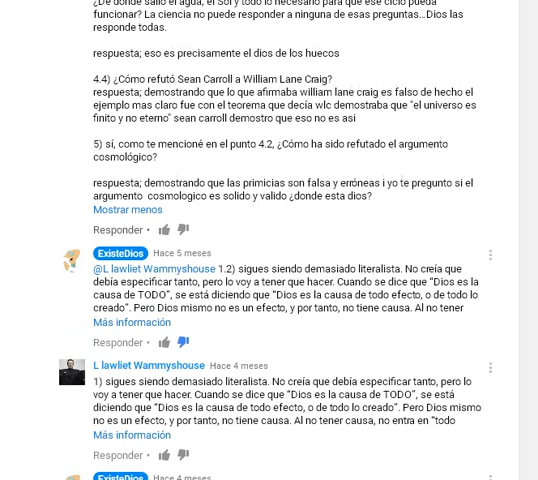 ¿De dónde salió el agua, el Sol y todo lo necesario para que ese ciclo pueda
funcionar? La ciencia no puede responder a ninguna de esas preguntas...Dios las
responde todas.
respuesta; eso es precisamente el dios de los huecos
4.4) ¿Cómo refutó Sean Carroll a William Lane Craig?
respuesta; demostrando que lo que afirmaba william lane craig es falso de hecho el
ejemplo mas claro fue con el teorema que decía wlc demostraba que "el universo es
finito y no eterno" sean carroll demostro que eso no es asi
5) sí, como te mencioné en el punto 4.2, ¿Cómo ha sido refutado el argumento
cosmológico?
respuesta; demostrando que las primicias son falsa y erróneas i yo te pregunto si el
argumento cosmologico es solido y valido ¿donde esta dios?
Mostrar menos
Responder •
ExisteDios Hace 5 meses
@L lawliet Wammyshouse 1.2) sigues siendo demasiado literalista. No creía que
debía especificar tanto, pero lo voy a tener que hacer. Cuando se dice que “Dios es la
causa de TODO”, se está diciendo que “Dios es la causa de todo efecto, o de todo lo
creado”. Pero Dios mismo no es un efecto, y por tanto, no tiene causa. Al no tener
Más información
Responder •
L lawliet Wammyshouse Hace 4 meses
1) sigues siendo demasiado literalista. No creía que debía especificar tanto, pero lo
voy a tener que hacer. Cuando se dice que “Dios es la causa de TODO”, se está
diciendo que “Dios es la causa de todo efecto, o de todo lo creado”. Pero Dios mismo
no es un efecto, y por tanto, no tiene causa. Al no tener causa, no entra en “todo
Más información
Responder •
ExisteDios Hace 4 meses